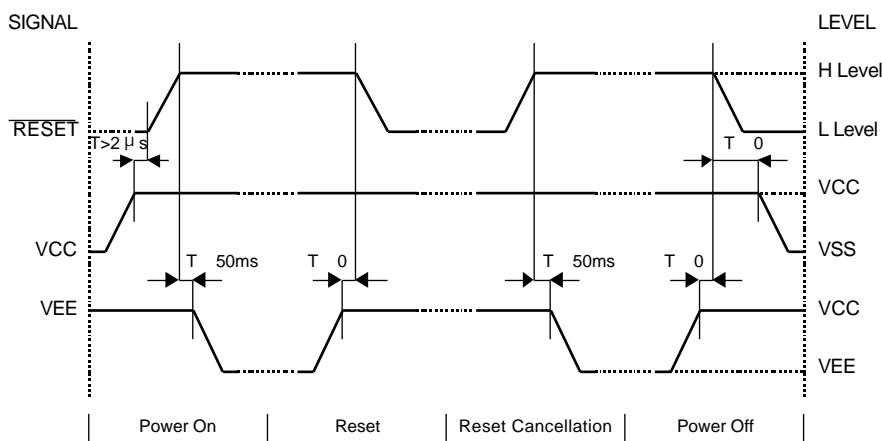 SIGNAL LEVEL
H Level
RESET L Level
T>2 μ s T 0
VCC
VCC VSS
T 50ms T 0 T 50ms T 0
VEE VCC
VEE
Power On Reset Reset Cancellation Power Off